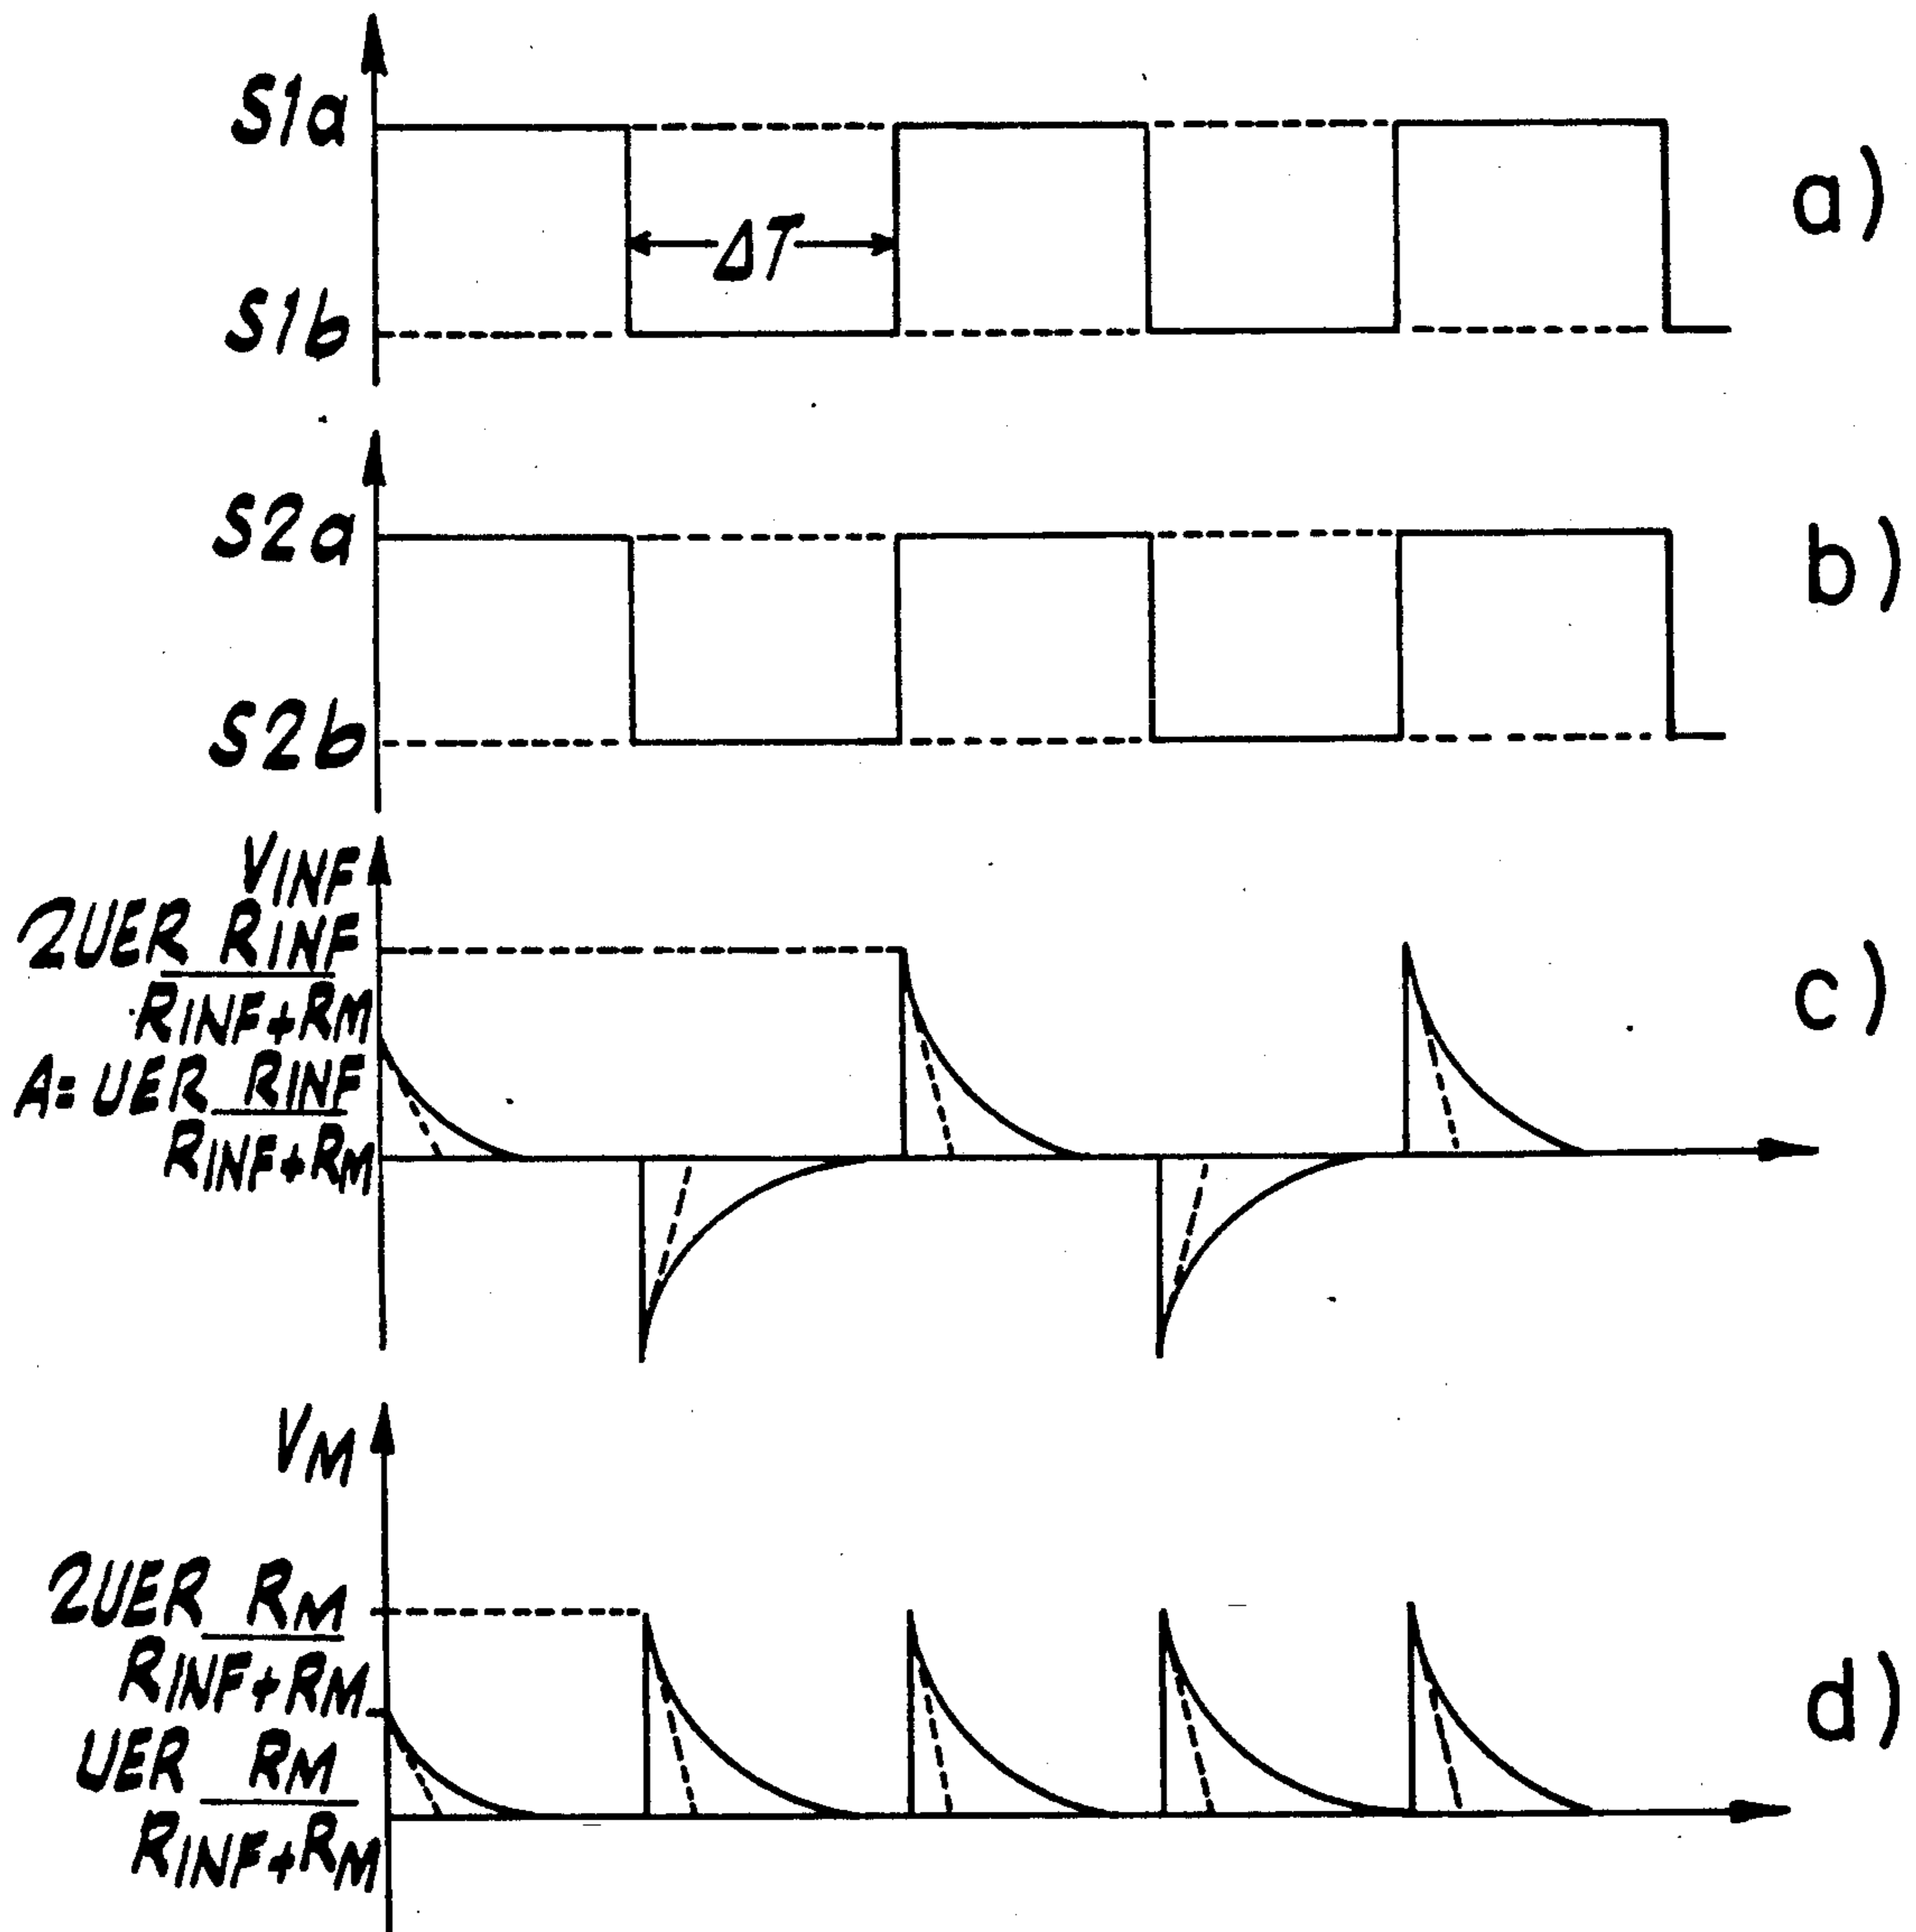 S1a
a)
ΔT
S1b
S2a
b)
S2b
VINF
2UER RINF
RINF+RM
c)
A= UER RINF
RINF+RM
VM
2UER RM
RINF+RM
d)
UER RM
RINF+RM